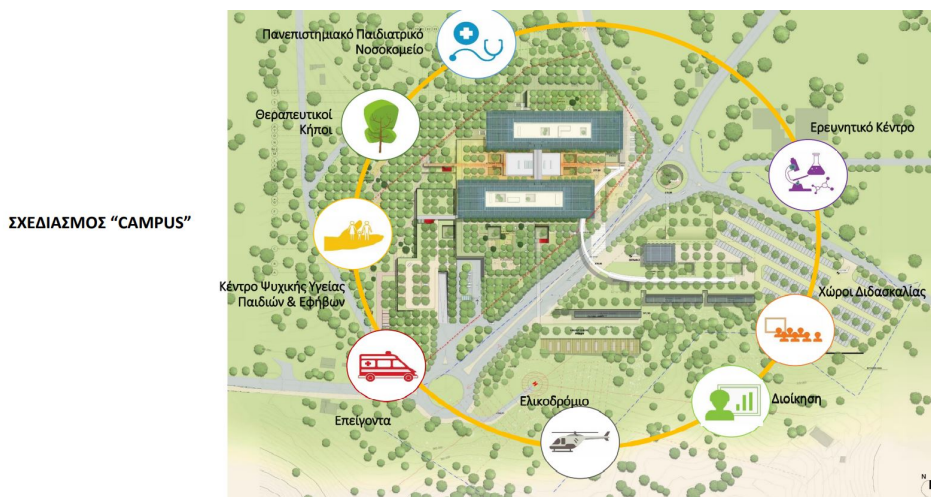 Πανεπιστημιακό Παιδιατρικό
Νοσοκομείο
Θεραπευτικοί
Κήποι
Ερευνητικό Κέντρο
ΣΧΕΔΙΑΣΜΟΣ “CAMPUS”
Κέντρο Ψυχικής Υγείας
Παιδιών & Εφήβων
Χώροι Διδασκαλίας
Ελικοδρόμιο
Διοίκηση
Επείγοντα
N